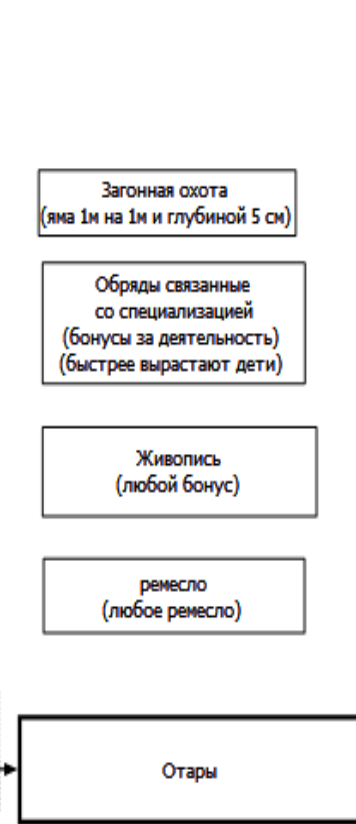 Загонная охота
(яма 1м на 1м и глубиной 5 см)
Обряды связанные
со специализацией
(бонусы за деятельность)
(быстрее вырастают дети)
Живопись
(любой бонус)
ремесло
(любое ремесло)
Отары